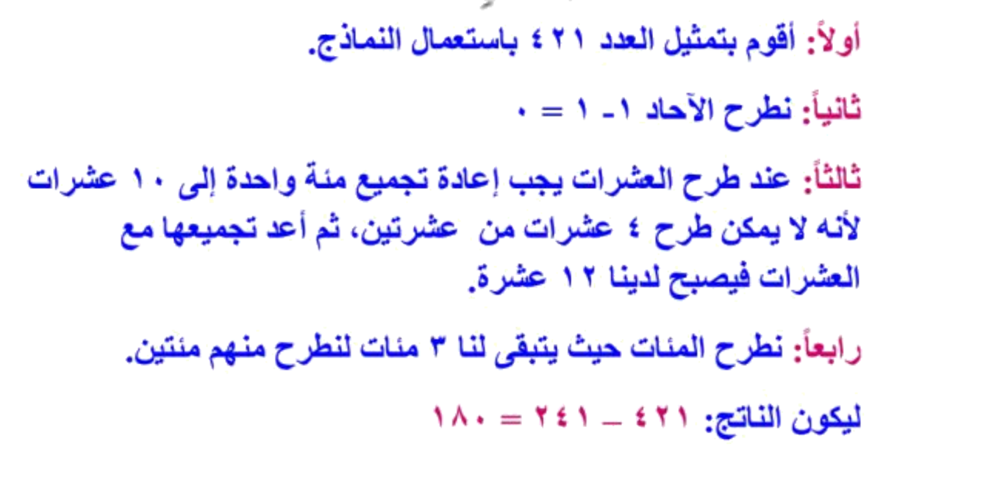 أولاً: أقوم بتمثيل العدد ٤٢١ باستعمال النماذج.
ثانياً: نطرح الآحاد ١- ١ = ٠
ثالثاً: عند طرح العشرات يجب إعادة تجميع مئة واحدة إلى ١٠ عشرات
لأنه لا يمكن طرح ٤ عشرات من عشرتين، ثم أعد تجميعها مع
العشرات فيصبح لدينا ١٢ عشرة.
رابعاً: نطرح المئات حيث يتبقى لنا ٣ مئات لنطرح منهم مئتين.
ليكون الناتج: ٤٢١ – ٢٤١ = ١٨٠